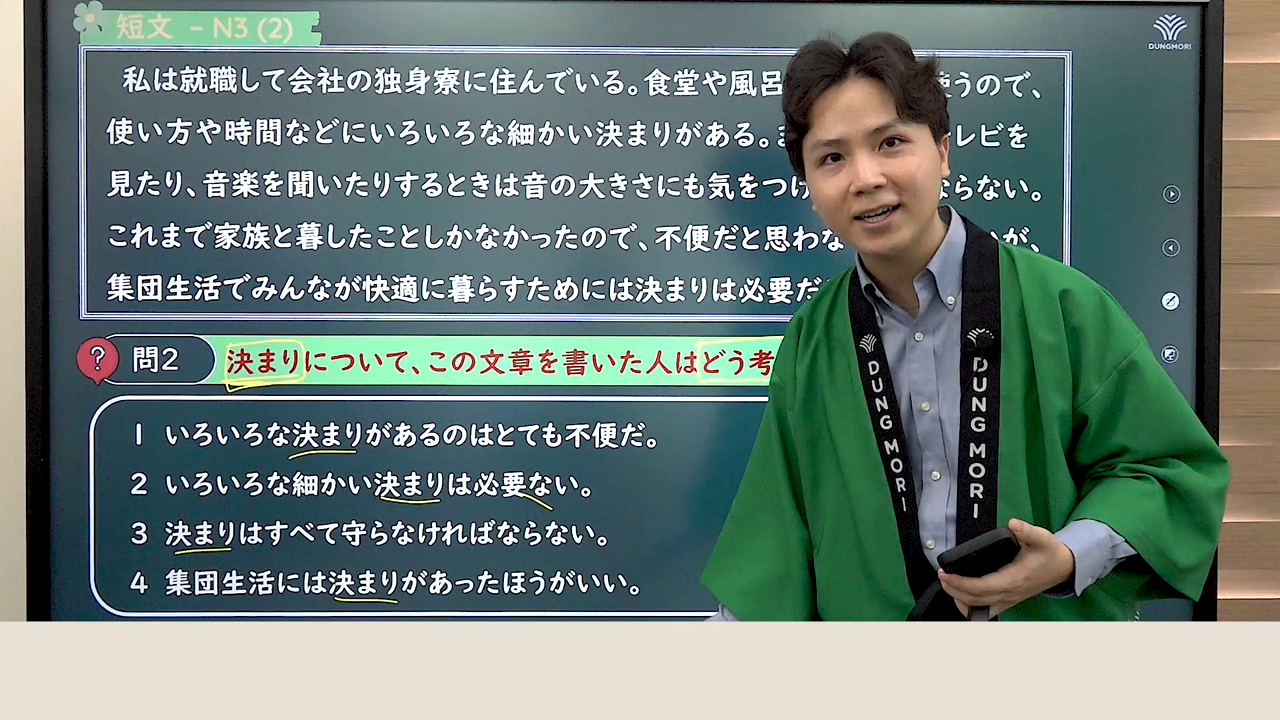 短文 – N3 (2)
DUNGMORI
私は就職して会社の独身寮に住んでいる。食堂や風呂 使うので、
使い方や時間などにいろいろな細かい決まりがある。 レビを
見たり、音楽を聞いたりするときは音の大きさにも気をつけ ならない。
これまで家族と暮したことしかなかったので、不便だと思わな が、
集団生活でみんなが快適に暮らすためには決まりは必要だ
? 問2 決まりについて、この文章を書いた人はどう考
1 いろいろな決まりがあるのはとても不便だ。
2 いろいろな細かい決まりは必要ない。
3 決まりはすべて守らなければならない。
4 集団生活には決まりがあったほうがいい。
DUNG MORI
DUNG MORI